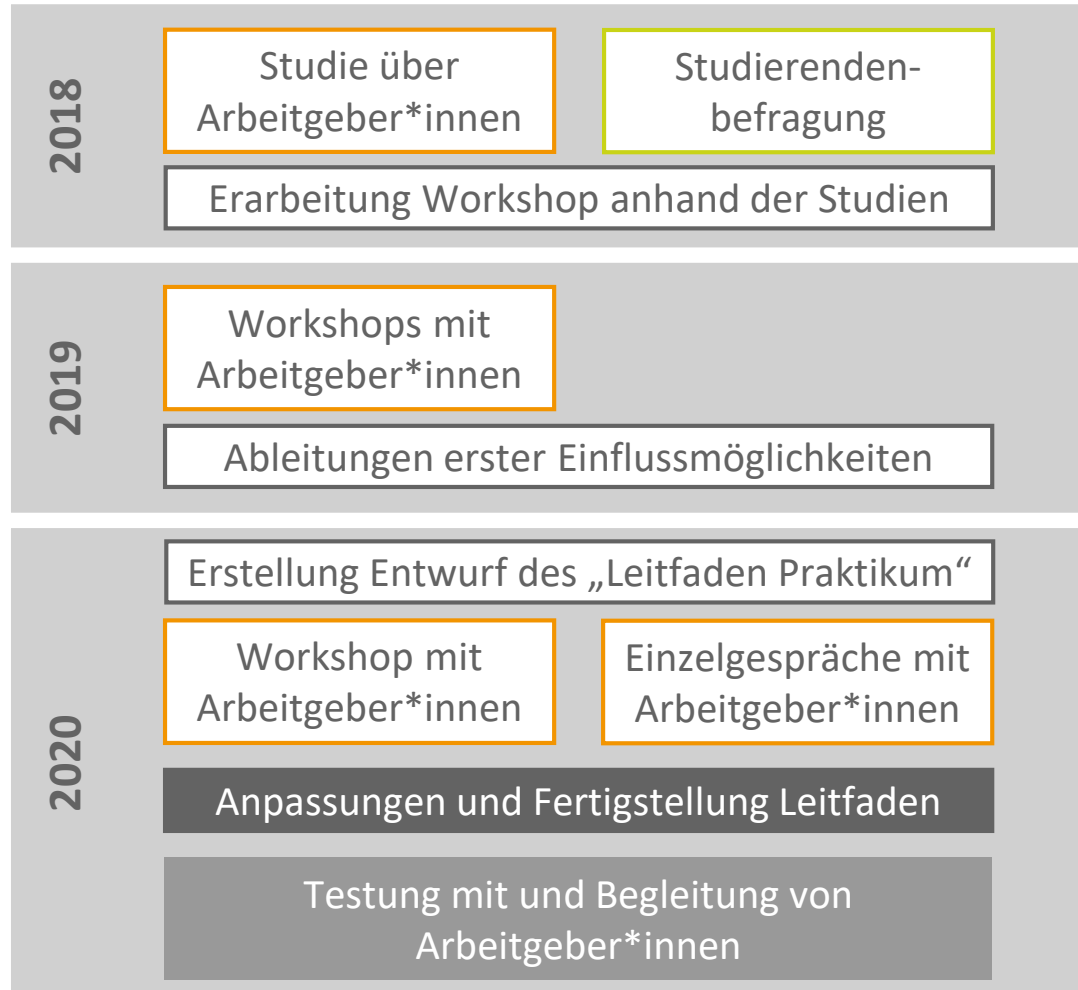 2018
Studie über
Arbeitgeber*innen
Studierenden-
befragung
Erarbeitung Workshop anhand der Studien
2019
Workshops mit
Arbeitgeber*innen
Ableitungen erster Einflussmöglichkeiten
2020
Erstellung Entwurf des „Leitfaden Praktikum“
Workshop mit
Arbeitgeber*innen
Einzelgespräche mit
Arbeitgeber*innen
Anpassungen und Fertigstellung Leitfaden
Testung mit und Begleitung von
Arbeitgeber*innen